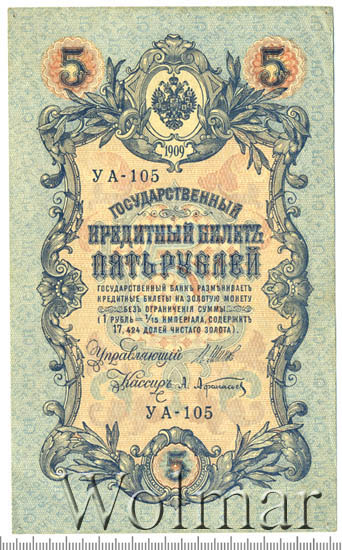 5 5
1909
УА-105
ГОСУДАРСТВЕННЫЙ
КРЕДИТНЫЙ БИЛЕТЪ
ПЯТЬ РУБЛЕЙ
ГОСУДАРСТВЕННЫЙ БАНКЪ РАЗМѢНИВАЕТЪ
КРЕДИТНЫЕ БИЛЕТЫ НА ЗОЛОТУЮ МОНЕТУ
БЕЗЪ ОГРАНИЧЕНІЯ СУММЫ
(1 РУБЛЬ = 1/15 ИМПЕРІАЛА, СОДЕРЖИТЪ
17,424 ДОЛЕЙ ЧИСТАГО ЗОЛОТА).
Управляющій И. Шипов
Кассиръ А. Афанасьев
УА-105
5
Wolmar